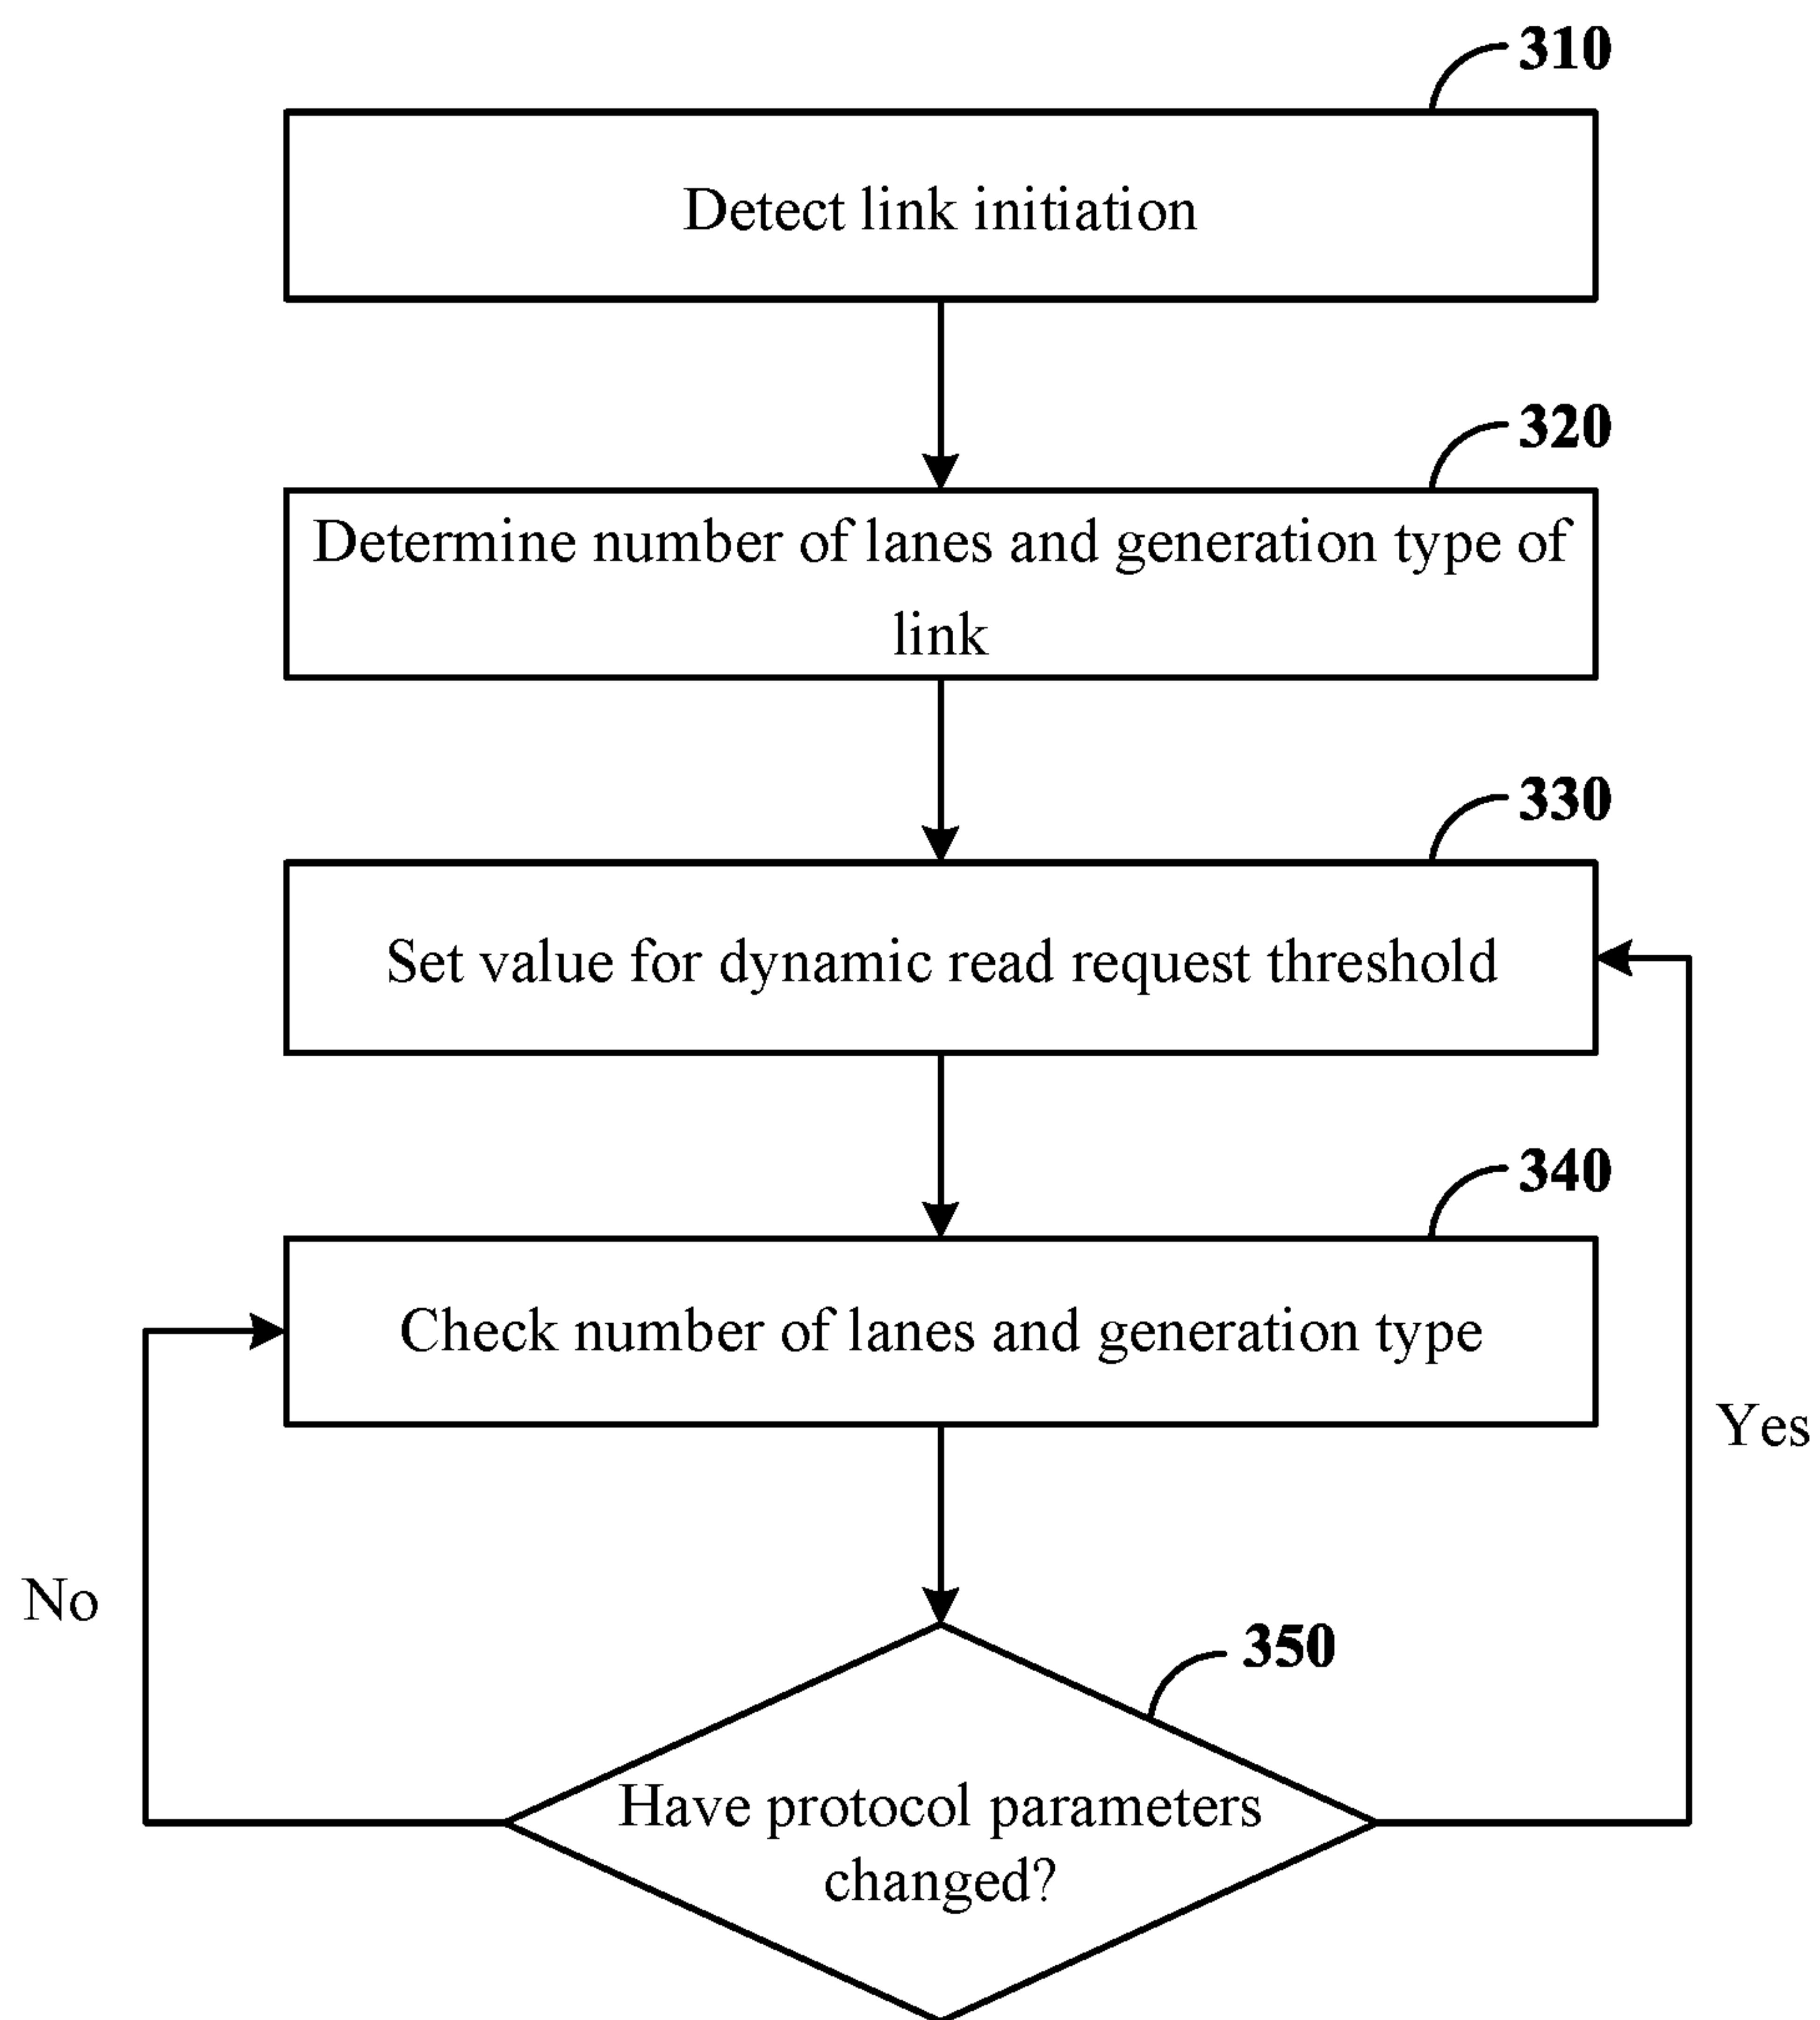 310
Detect link initiation
320
Determine number of lanes and generation type of
link
330
Set value for dynamic read request threshold
340
Check number of lanes and generation type
Yes
No
350
Have protocol parameters
changed?